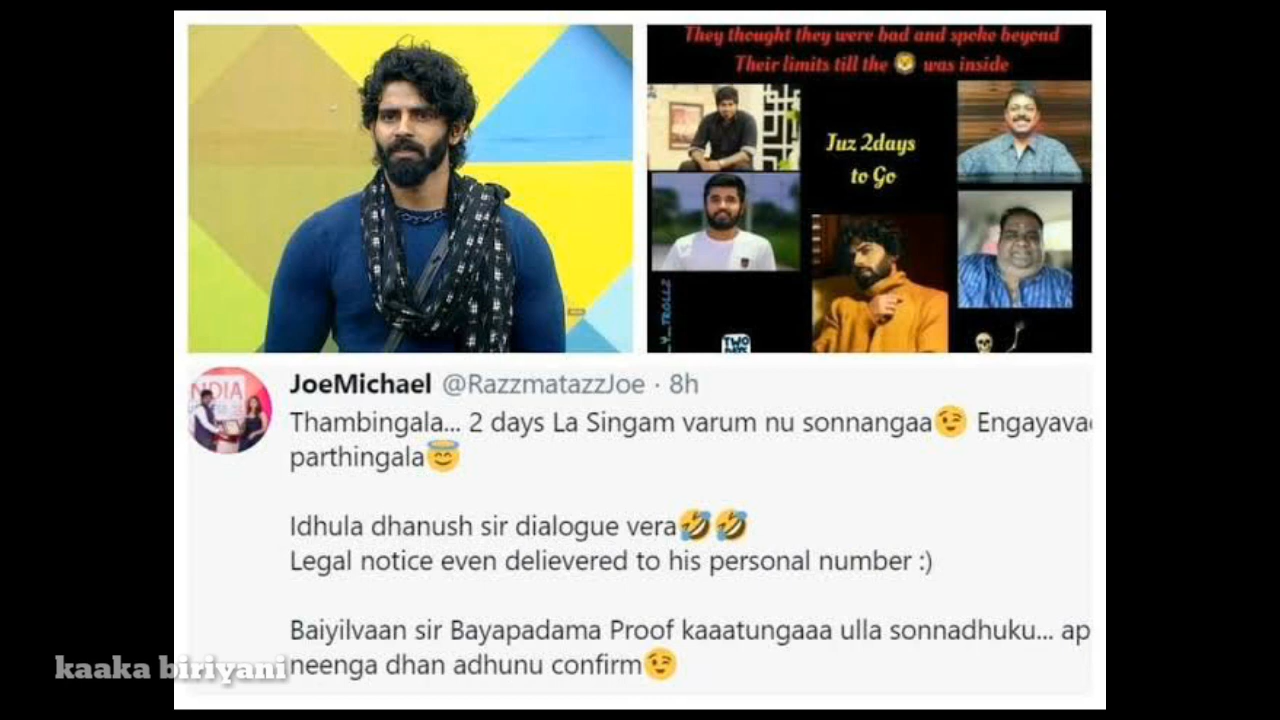 They thought they were bad and spoke beyond
Their limits till the 🦁 was inside
Juz 2days
to Go
TROLLZ
TWO
JoeMichael @RazzmatazzJoe · 8h
Thambingala... 2 days La Singam varum nu sonnangaa😉
parthingala😇
Idhula dhanush sir dialogue vera🤣🤣
Legal notice even delievered to his personal number :)
Baiyilvaan sir Bayapadama Proof kaaatungaaa ulla sonnadhuku...
neenga dhan adhunu confirm😉
kaaka biriyani